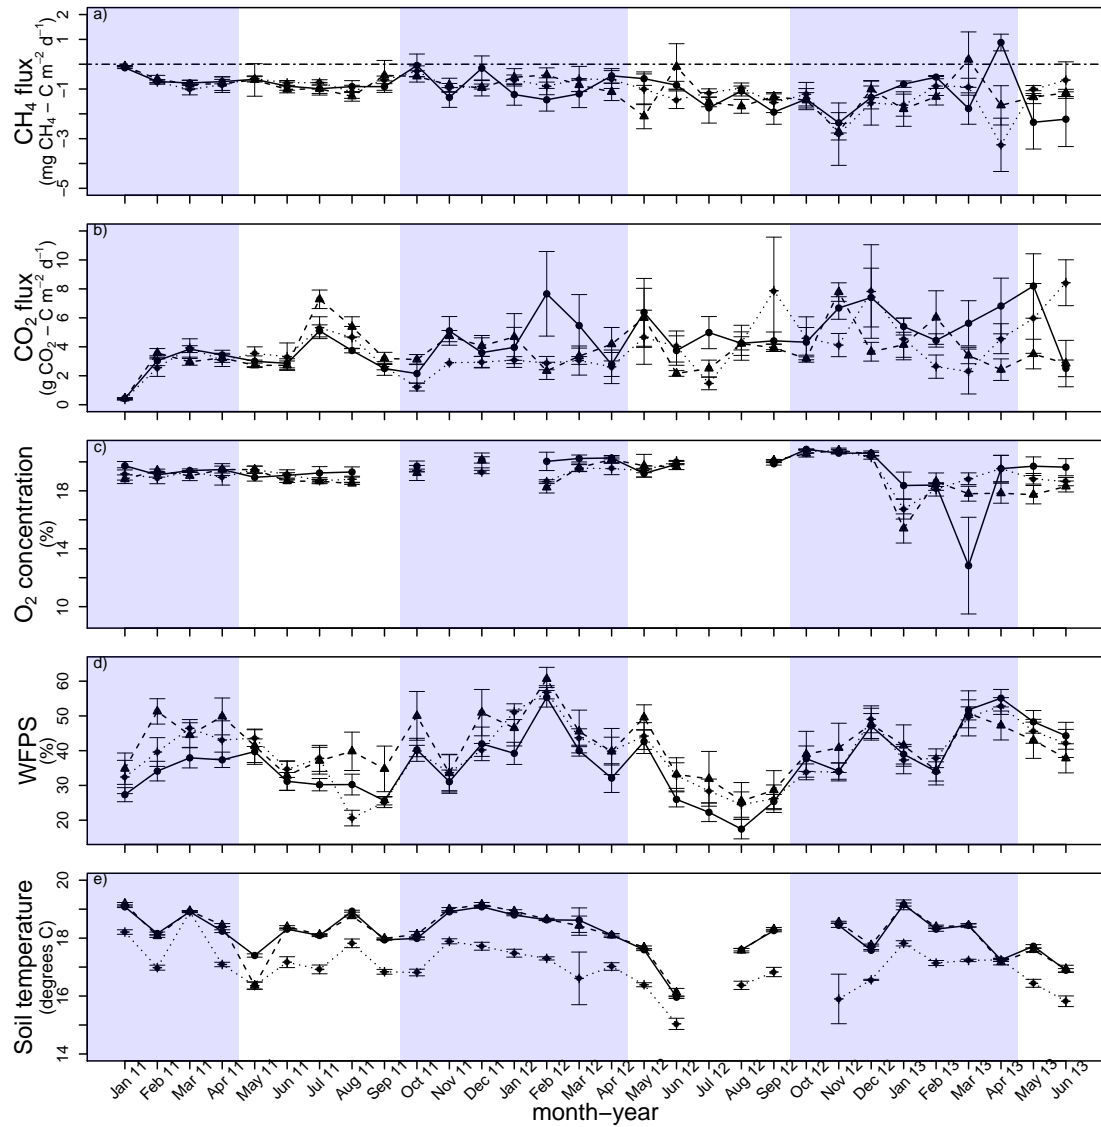 a)
CH4 flux
(mg CH4 − C m−2 d−1)
2
1
−1
−3
−5
b)
CO2 flux
(g CO2 − C m−2 d−1)
10
8
6
4
2
0
c)
O2 concentration
(%)
18
14
10
d)
WFPS
(%)
60
50
40
30
20
e)
Soil temperature
(degrees C)
20
18
16
14
Jan 11 Feb 11 Mar 11 Apr 11 May 11 Jun 11 Jul 11 Aug 11 Sep 11 Oct 11 Nov 11 Dec 11 Jan 12 Feb 12 Mar 12 Apr 12 May 12 Jun 12 Jul 12 Aug 12 Sep 12 Oct 12 Nov 12 Dec 12 Jan 13 Feb 13 Mar 13 Apr 13 May 13 Jun 13
month−year